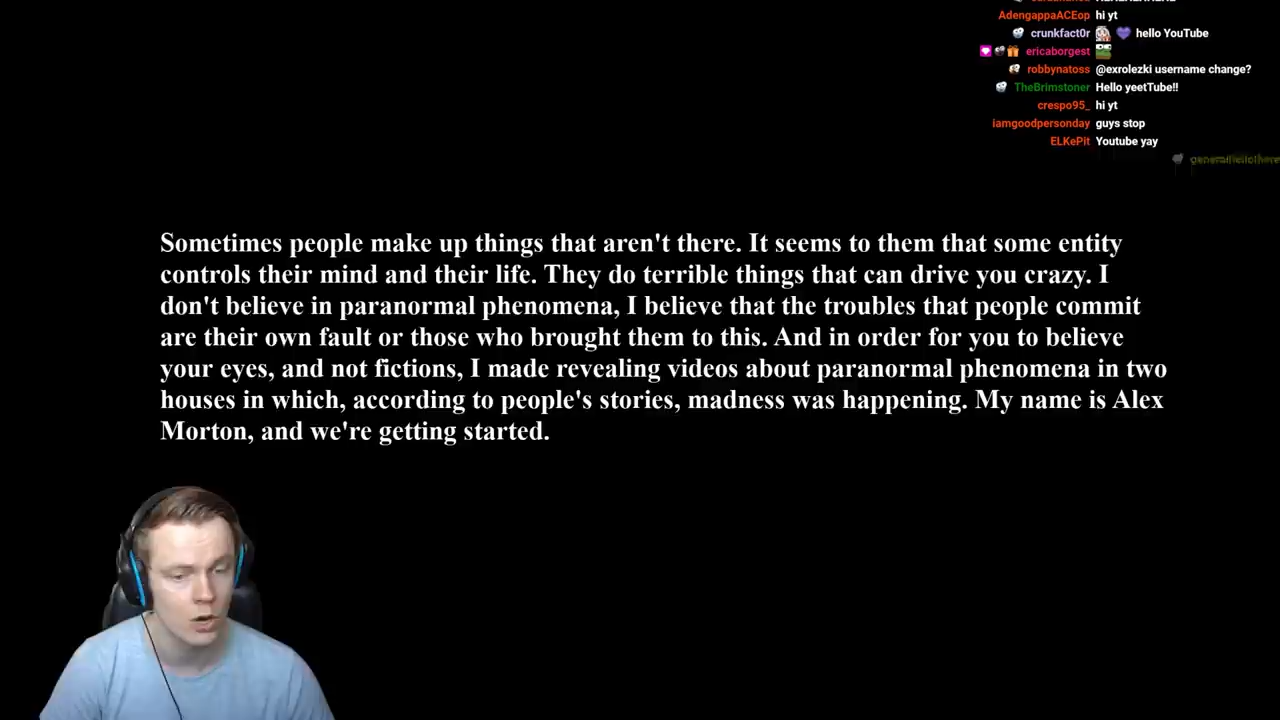 AdengappaACEop hi yt
crunkfact0r hello YouTube
ericaborgest
robbynatoss @exrolezki username change?
TheBrimstoner Hello yeetTube!!
crespo95_ hi yt
iamgoodpersonday guys stop
ELKePit Youtube yay
generalhellothere
Sometimes people make up things that aren't there. It seems to them that some entity
controls their mind and their life. They do terrible things that can drive you crazy. I
don't believe in paranormal phenomena, I believe that the troubles that people commit
are their own fault or those who brought them to this. And in order for you to believe
your eyes, and not fictions, I made revealing videos about paranormal phenomena in two
houses in which, according to people's stories, madness was happening. My name is Alex
Morton, and we're getting started.